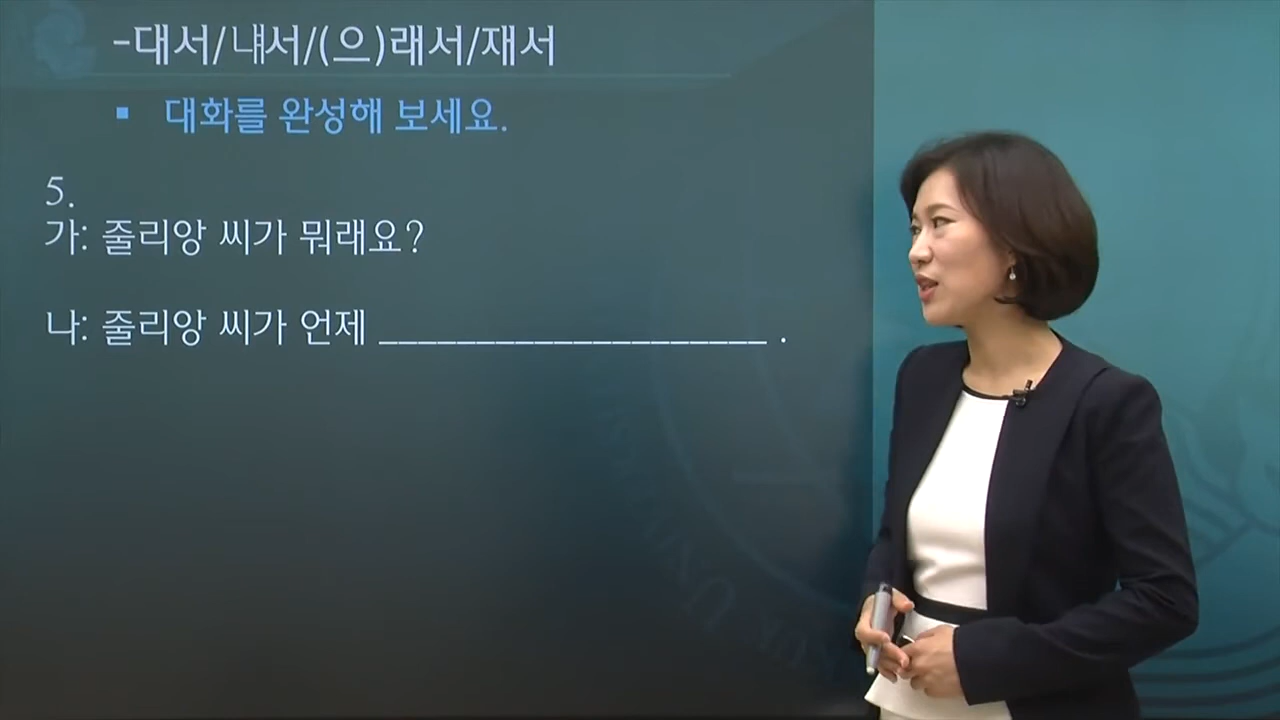 -대서/냬서/(으)래서/재서
▪ 대화를 완성해 보세요.
5.
가: 줄리앙 씨가 뭐래요?
나: 줄리앙 씨가 언제 ____________________ .